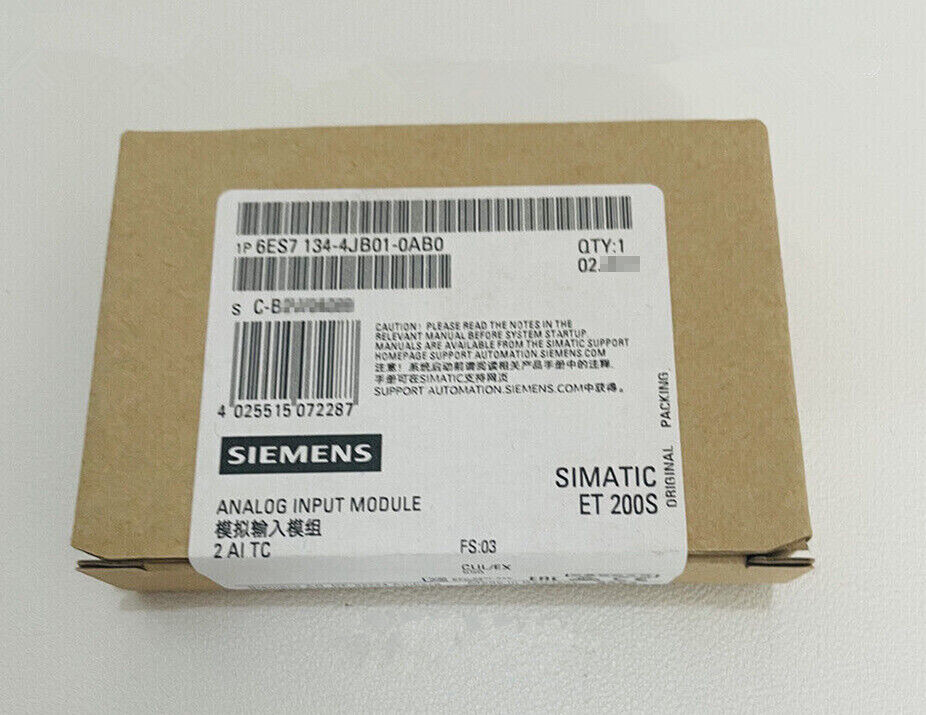 1P 6ES7 134-4JB01-0AB0
QTY:1
02.
S C-B
CAUTION! PLEASE READ THE NOTES IN THE
RELEVANT MANUAL BEFORE SYSTEM STARTUP
MANUALS ARE AVAILABLE FROM THE SIMATIC SUPPORT
HOMEPAGE SUPPORT.AUTOMATION.SIEMENS.COM
注意! 系统启动前请阅读相关产品手册中的注释,
手册可在SIMATIC支持网页
SUPPORT AUTOMATION.SIEMENS.COM中获得。
4 025515 072287
SIEMENS
SIMATIC
ET 200S
ORIGINAL PACKING
ANALOG INPUT MODULE
模拟输入模组
2 AI TC
FS:03
CUL/EX